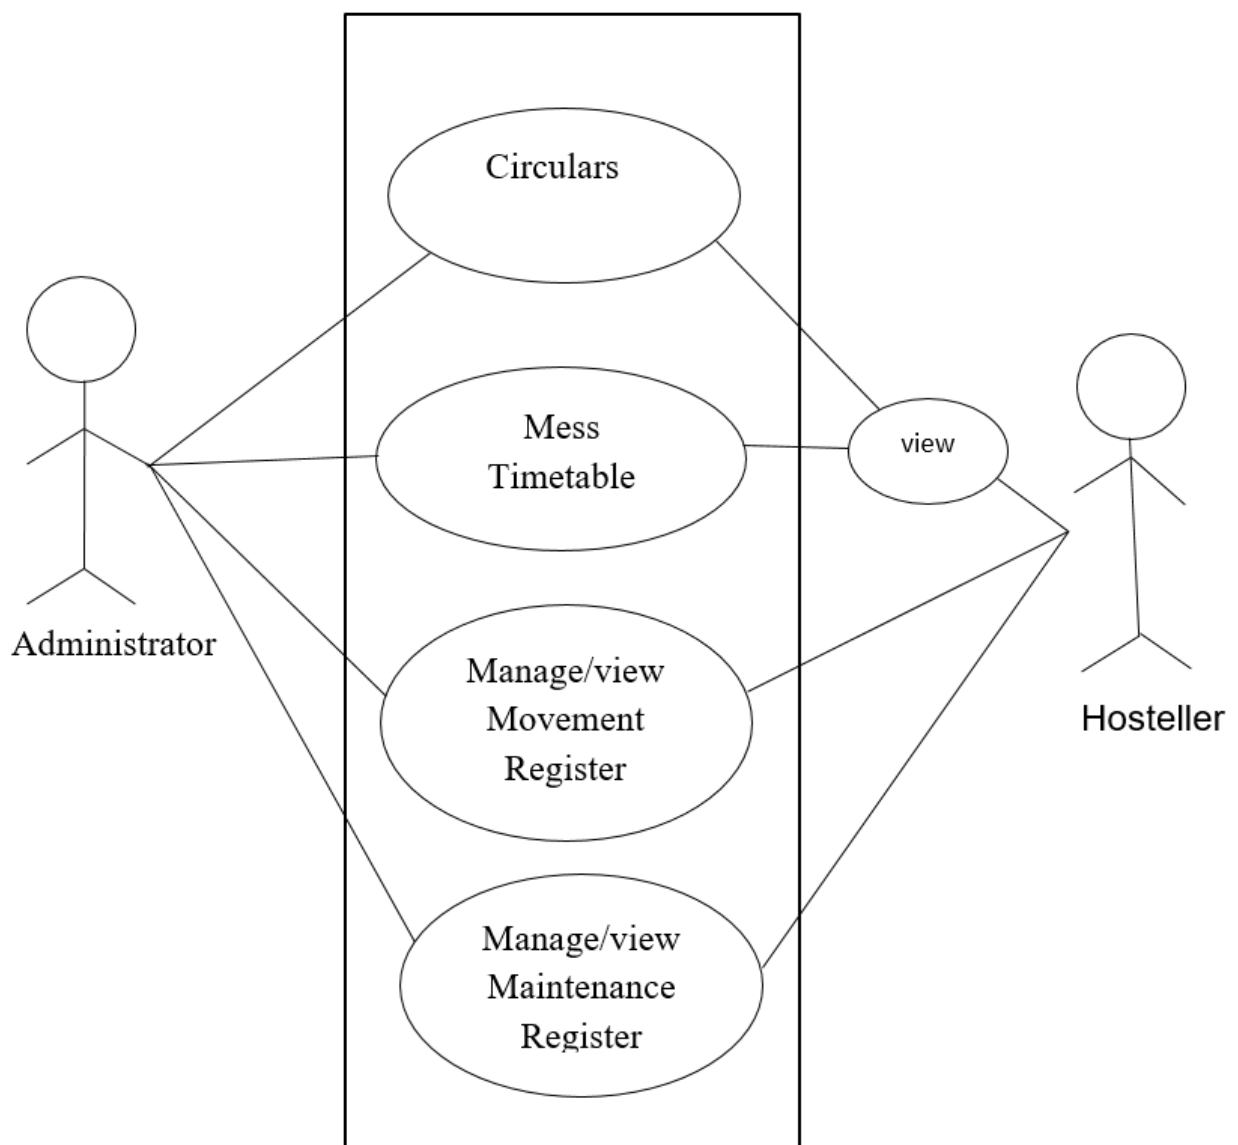 Circulars
Mess
Timetable
view
Administrator
Manage/view
Movement
Register
Hosteller
Manage/view
Maintenance
Register